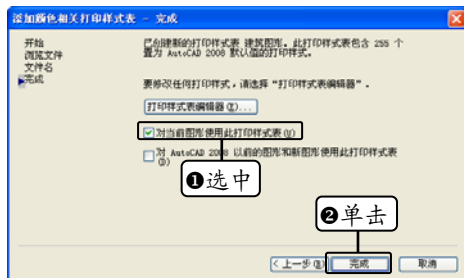 添加颜色相关打印样式表 - 完成
开始
浏览文件
文件名
完成
已创建新的打印样式表 建筑图形。此打印样式表包含 255 个
置为 AutoCAD 2008 默认值的打印样式。
要修改任何打印样式，请选择“打印样式表编辑器”。
打印样式表编辑器(L)...
对当前图形使用此打印样式表(U)
对 AutoCAD 2008 以前的图形和新图形使用此打印样式表
(D)
❶选中
❷单击
< 上一步(B)
完成
取消